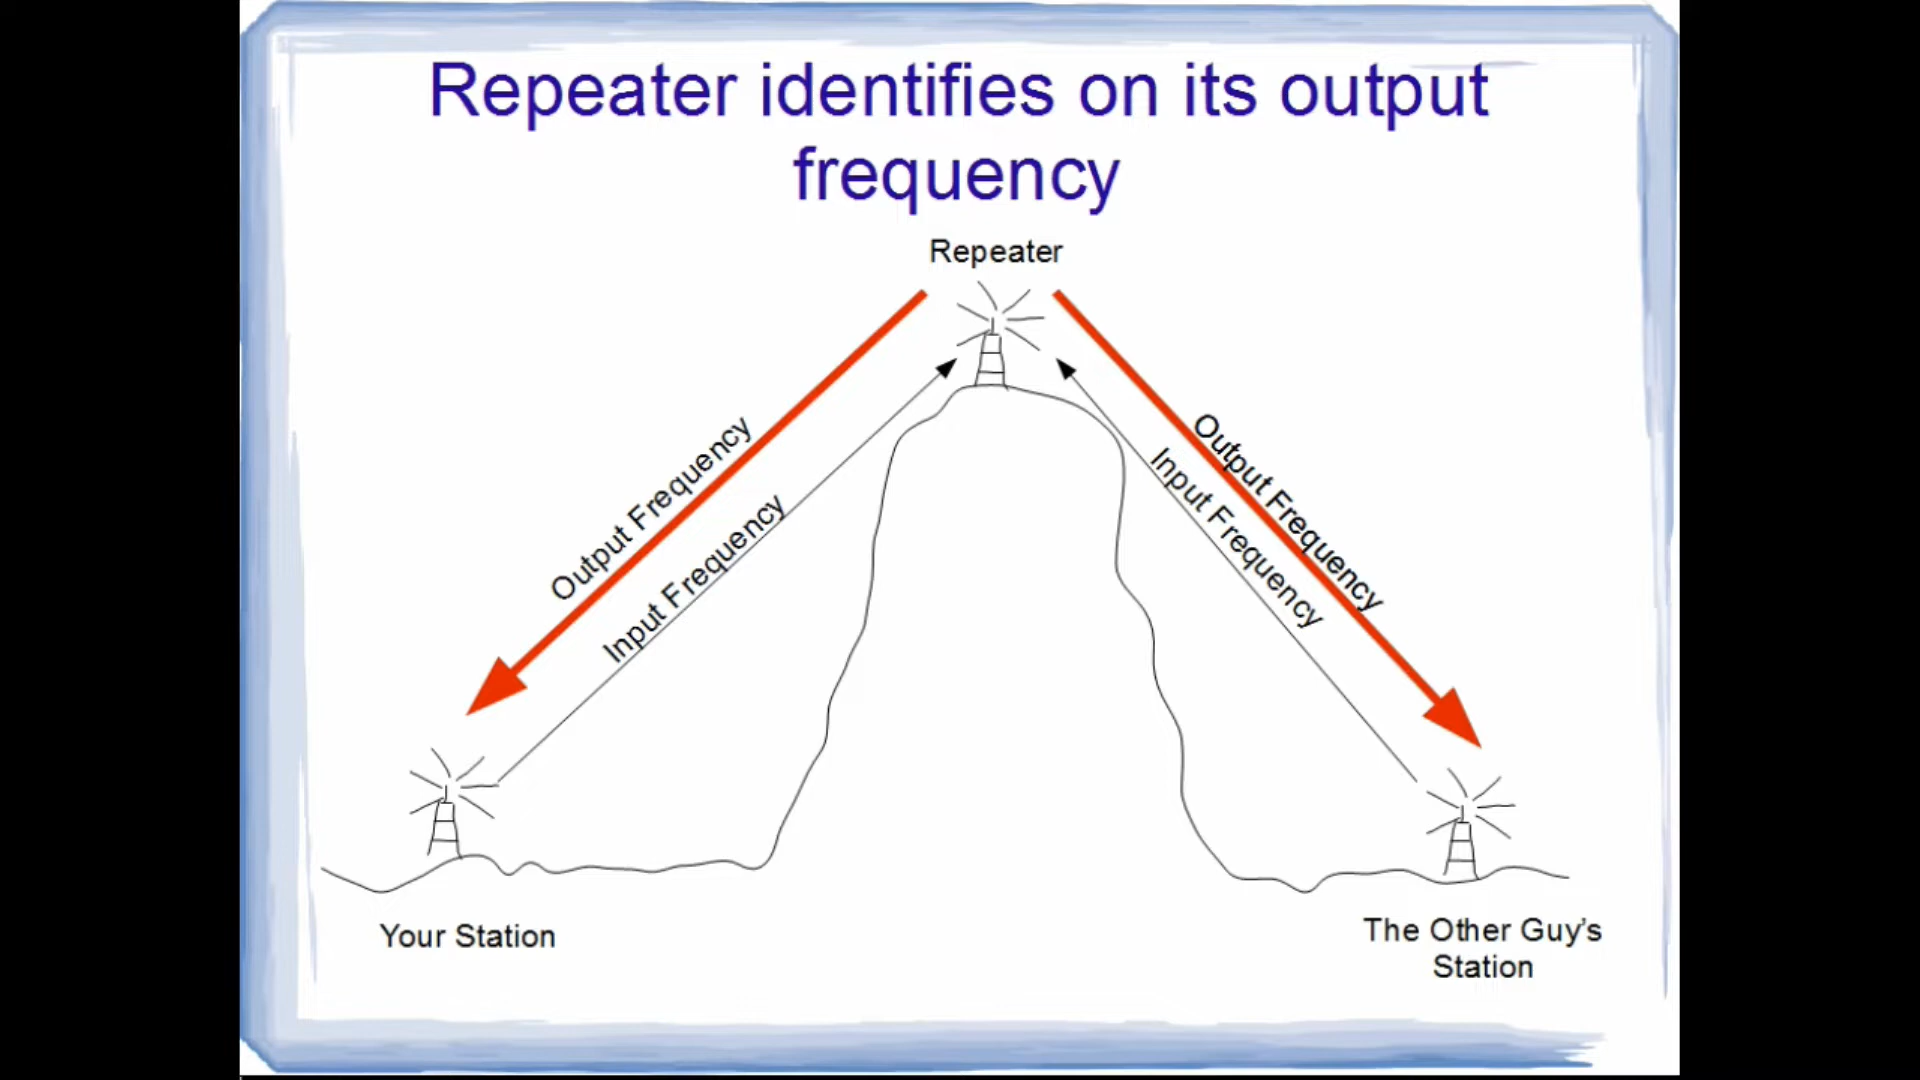 Repeater identifies on its output
frequency
Repeater
Output Frequency
Input Frequency
Output Frequency
Input Frequency
Your Station
The Other Guy's
Station